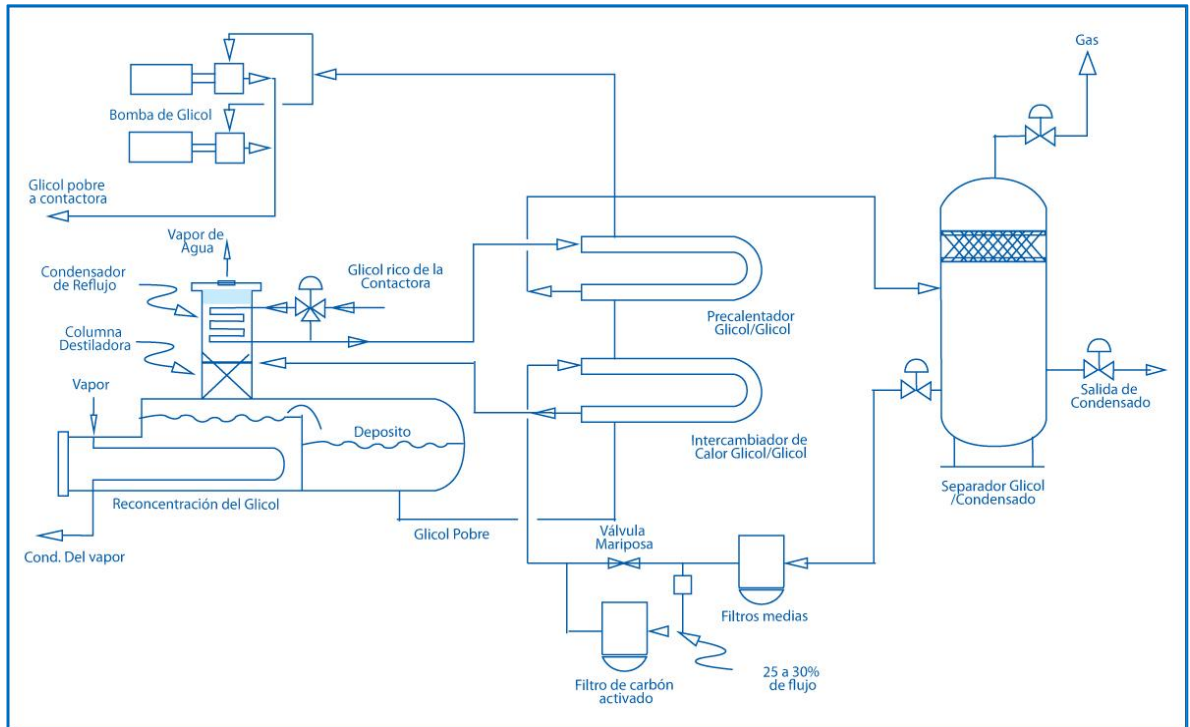 Gas
Bomba de Glicol
Glicol pobre
a contactora
Vapor de
Agua
Condensador
de Reflujo
Glicol rico de la
Contactora
Precalentador
Glicol/Glicol
Columna
Destiladora
Vapor
Deposito
Salida de
Condensado
Intercambiador de
Calor Glicol/Glicol
Separador Glicol
/Condensado
Reconcentración del Glicol
Glicol Pobre
Válvula
Mariposa
Cond. Del vapor
Filtros medias
25 a 30%
de flujo
Filtro de carbón
activado